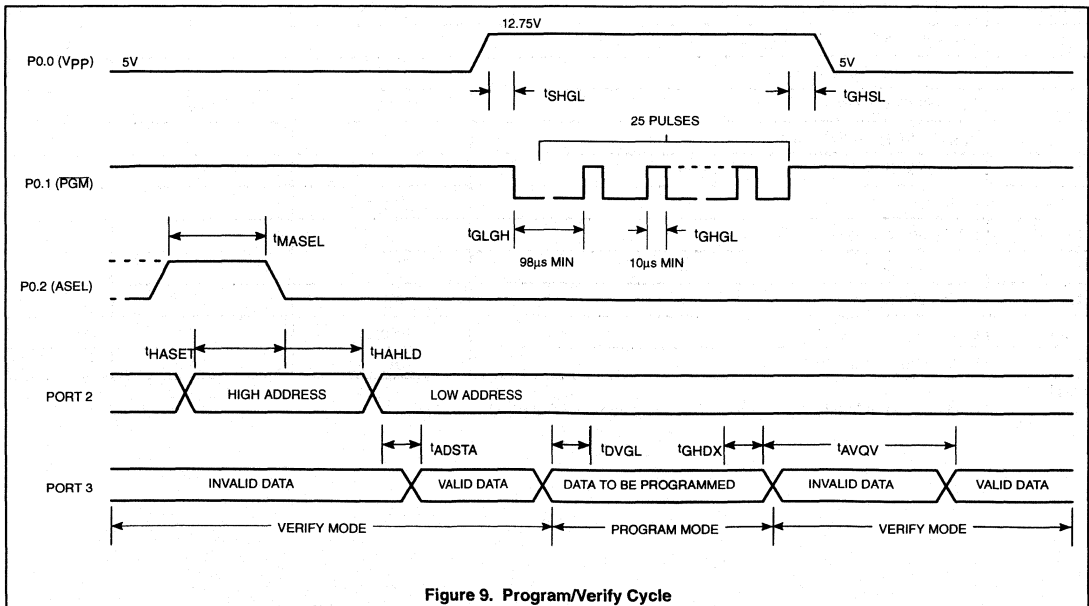 12.75V
P0.0 (VPP)
5V
5V
tSHGL
tGHSL
25 PULSES
P0.1 (PGM)
tMASEL
tGLGH
tGHGL
98µs MIN
10µs MIN
P0.2 (ASEL)
tHASET
tHAHLD
PORT 2
HIGH ADDRESS
LOW ADDRESS
tADSTA
tDVGL
tGHDX
tAVQV
PORT 3
INVALID DATA
VALID DATA
DATA TO BE PROGRAMMED
INVALID DATA
VALID DATA
VERIFY MODE
PROGRAM MODE
VERIFY MODE
Figure 9. Program/Verify Cycle